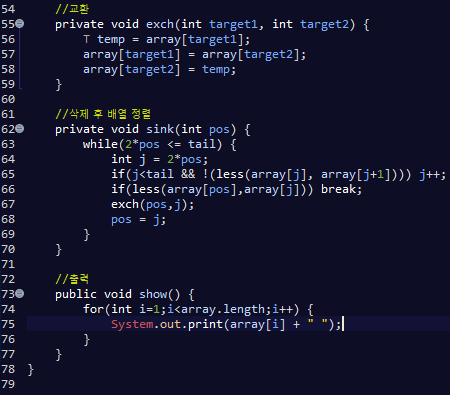 54 //교환
55 private void exch(int target1, int target2) {
56 T temp = array[target1];
57 array[target1] = array[target2];
58 array[target2] = temp;
59 }
60
61 //삭제 후 배열 정렬
62 private void sink(int pos) {
63 while(2*pos <= tail) {
64 int j = 2*pos;
65 if(j<tail && !(less(array[j], array[j+1]))) j++;
66 if(less(array[pos],array[j])) break;
67 exch(pos,j);
68 pos = j;
69 }
70 }
71
72 //출력
73 public void show() {
74 for(int i=1;i<array.length;i++) {
75 System.out.print(array[i] + " ");
76 }
77 }
78 }
79